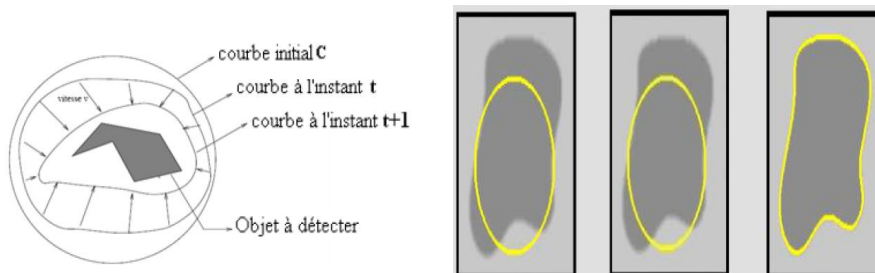 courbe initial C
courbe à l'instant t
vitesse v
courbe à l'instant t+1
Objet à détecter